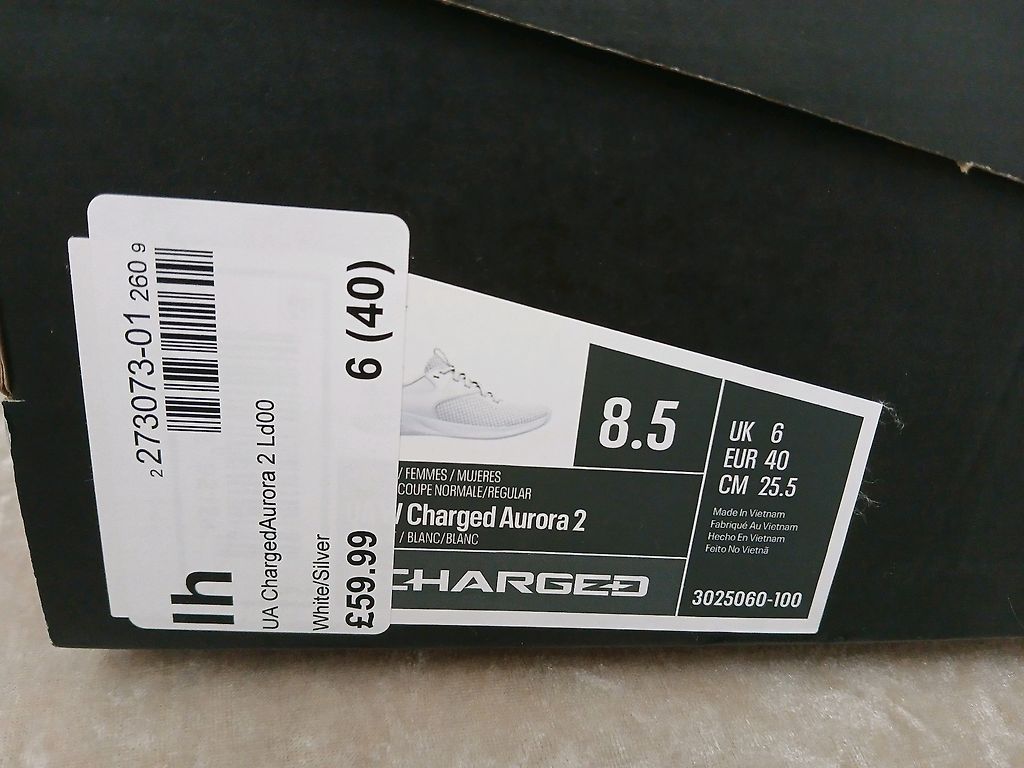 2 273073-01 260 9
lh
UA ChargedAurora 2 Ld00
White/Silver
6 (40)
£59.99
8.5
UK 6
EUR 40
CM 25.5
Made In Vietnam
Fabriqué Au Vietnam
Hecho En Vietnam
Feito No Vietnã
3025060-100
/ FEMMES / MUJERES
COUPE NORMALE/REGULAR
Charged Aurora 2
/ BLANC/BLANC
CHARGED